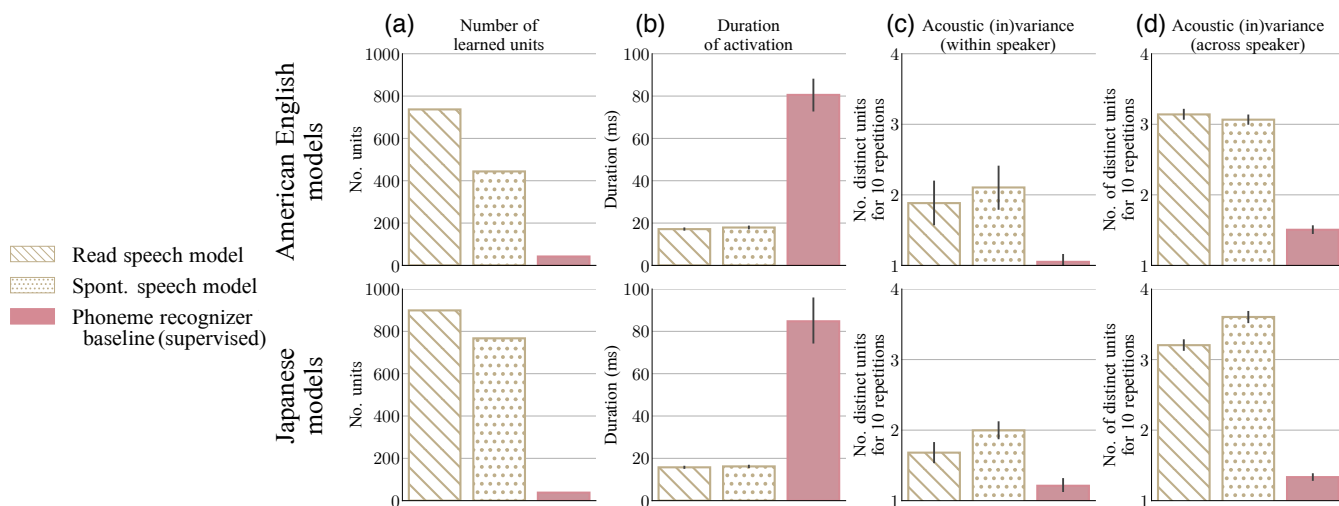 (a)
Number of
learned units
(b)
Duration
of activation
(c)
Acoustic (in)variance
(within speaker)
(d)
Acoustic (in)variance
(across speaker)
American English
models
No. units
1000
800
600
400
200
0
Duration (ms)
100
80
60
40
20
0
No. distinct units
for 10 repetitions
4
3
2
1
No. of distinct units
for 10 repetitions
4
3
2
1
Read speech model
Spont. speech model
Phoneme recognizer
baseline (supervised)
Japanese
models
No. units
1000
800
600
400
200
0
Duration (ms)
100
80
60
40
20
0
No. distinct units
for 10 repetitions
4
3
2
1
No. of distinct units
for 10 repetitions
4
3
2
1